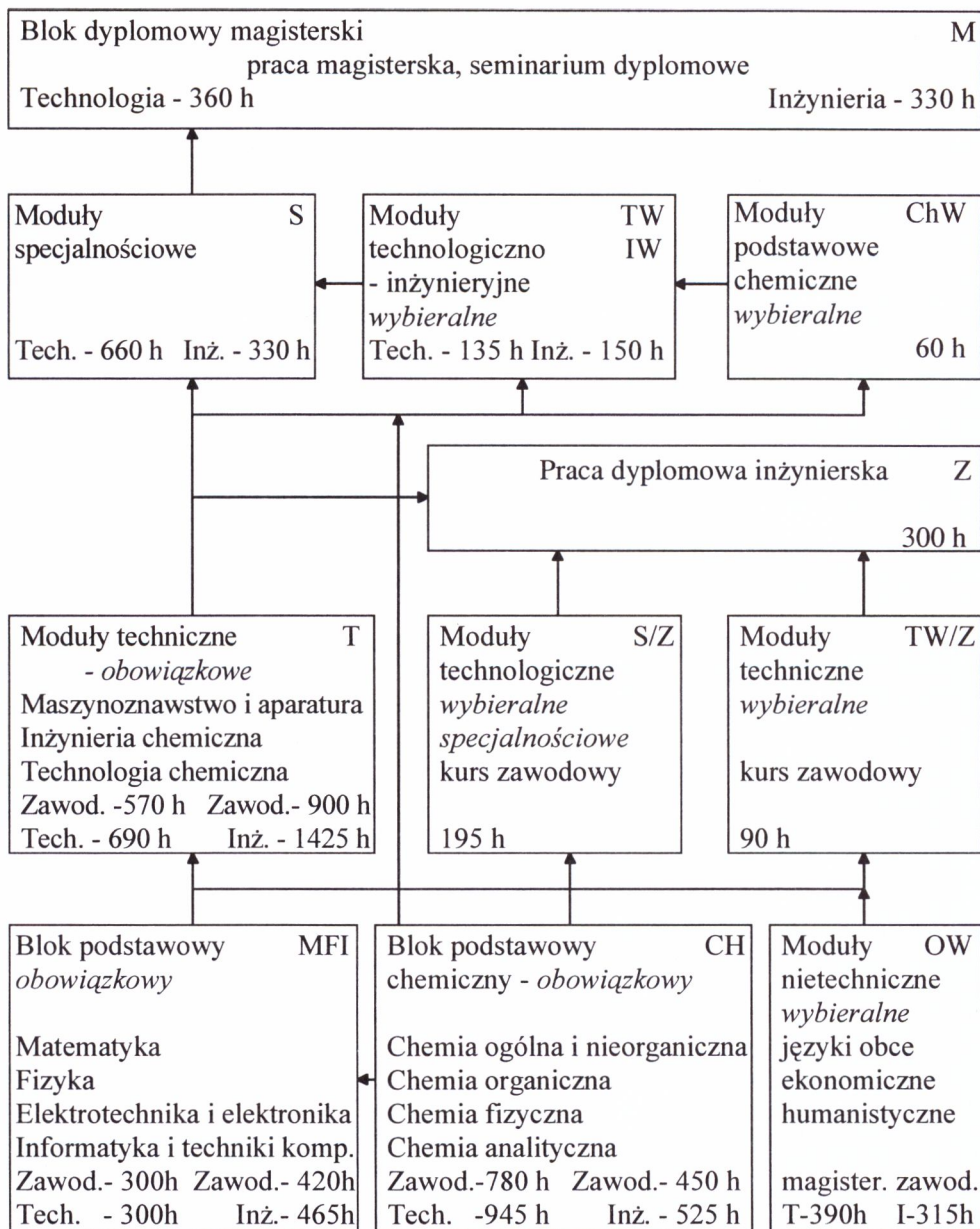 Blok dyplomowy magisterski M
praca magisterska, seminarium dyplomowe
Technologia - 360 h Inżynieria - 330 h
Moduły S
specjalnościowe
Tech. - 660 h Inż. - 330 h
Moduły TW
technologiczno IW
- inżynieryjne
wybieralne
Tech. - 135 h Inż. - 150 h
Moduły ChW
podstawowe
chemiczne
wybieralne
60 h
Praca dyplomowa inżynierska Z
300 h
Moduły techniczne T
- obowiązkowe
Maszynoznawstwo i aparatura
Inżynieria chemiczna
Technologia chemiczna
Zawod. -570 h Zawod.- 900 h
Tech. - 690 h Inż. - 1425 h
Moduły S/Z
technologiczne
wybieralne
specjalnościowe
kurs zawodowy
195 h
Moduły TW/Z
techniczne
wybieralne
kurs zawodowy
90 h
Blok podstawowy MFI
obowiązkowy
Matematyka
Fizyka
Elektrotechnika i elektronika
Informatyka i techniki komp.
Zawod.- 300h Zawod.- 420h
Tech. - 300h Inż.- 465h
Blok podstawowy CH
chemiczny - obowiązkowy
Chemia ogólna i nieorganiczna
Chemia organiczna
Chemia fizyczna
Chemia analityczna
Zawod.-780 h Zawod.- 450 h
Tech. -945 h Inż. - 525 h
Moduły OW
nietechniczne
wybieralne
języki obce
ekonomiczne
humanistyczne
magister. zawod.
T-390h I-315h